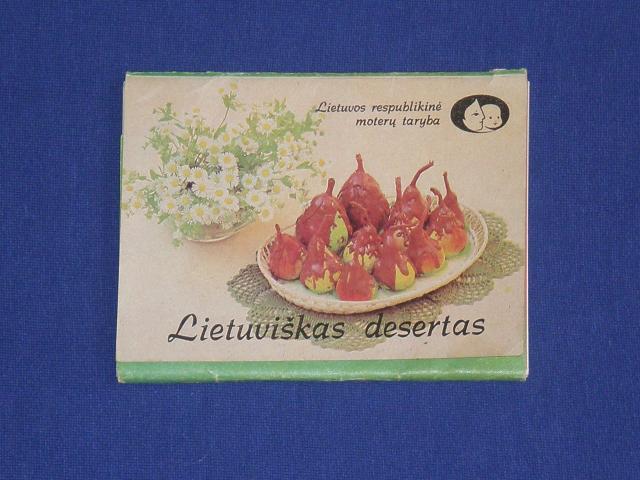 Lietuvos respublikinė
moterų taryba
Lietuviškas desertas